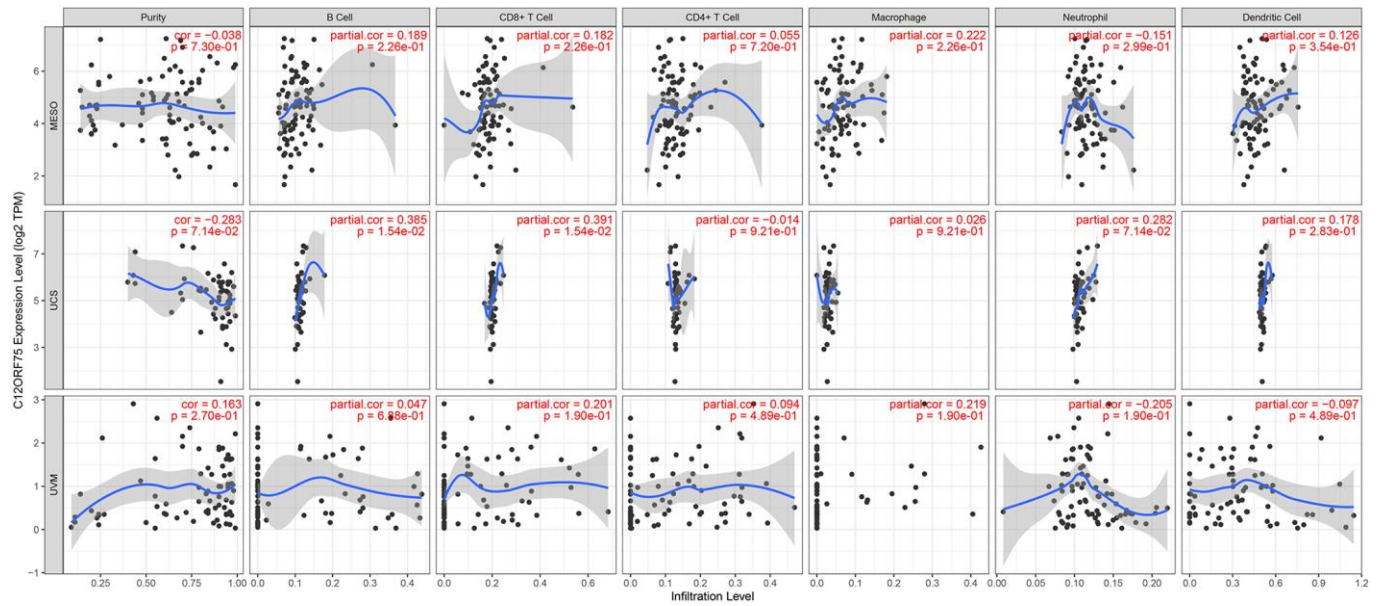 Purity B Cell CD8+ T Cell CD4+ T Cell Macrophage Neutrophil Dendritic Cell
C12ORF75 Expression Level (log2 TPM)
MESO
cor = −0.038 partial.cor = 0.189 partial.cor = 0.182 partial.cor = 0.055 partial.cor = 0.222 partial.cor = −0.151 partial.cor = 0.126
p = 7.30e−01 p = 2.26e−01 p = 2.26e−01 p = 7.20e−01 p = 2.26e−01 p = 2.99e−01 p = 3.54e−01
6
4
2
UCS
cor = −0.283 partial.cor = 0.385 partial.cor = 0.391 partial.cor = −0.014 partial.cor = 0.026 partial.cor = 0.282 partial.cor = 0.178
p = 7.14e−02 p = 1.54e−02 p = 1.54e−02 p = 9.21e−01 p = 9.21e−01 p = 7.14e−02 p = 2.83e−01
7
5
3
1
UVM
cor = 0.163 partial.cor = 0.047 partial.cor = 0.201 partial.cor = 0.094 partial.cor = 0.219 partial.cor = −0.205 partial.cor = −0.097
p = 2.70e−01 p = 6.88e−01 p = 1.90e−01 p = 4.89e−01 p = 1.90e−01 p = 1.90e−01 p = 4.89e−01
3
2
1
0
−1
0.25 0.50 0.75 1.00 0.0 0.1 0.2 0.3 0.4 0.0 0.2 0.4 0.6 0.0 0.1 0.2 0.3 0.4 0.0 0.1 0.2 0.3 0.4 0.00 0.05 0.10 0.15 0.20 0.0 0.3 0.6 0.9 1.2
Infiltration Level